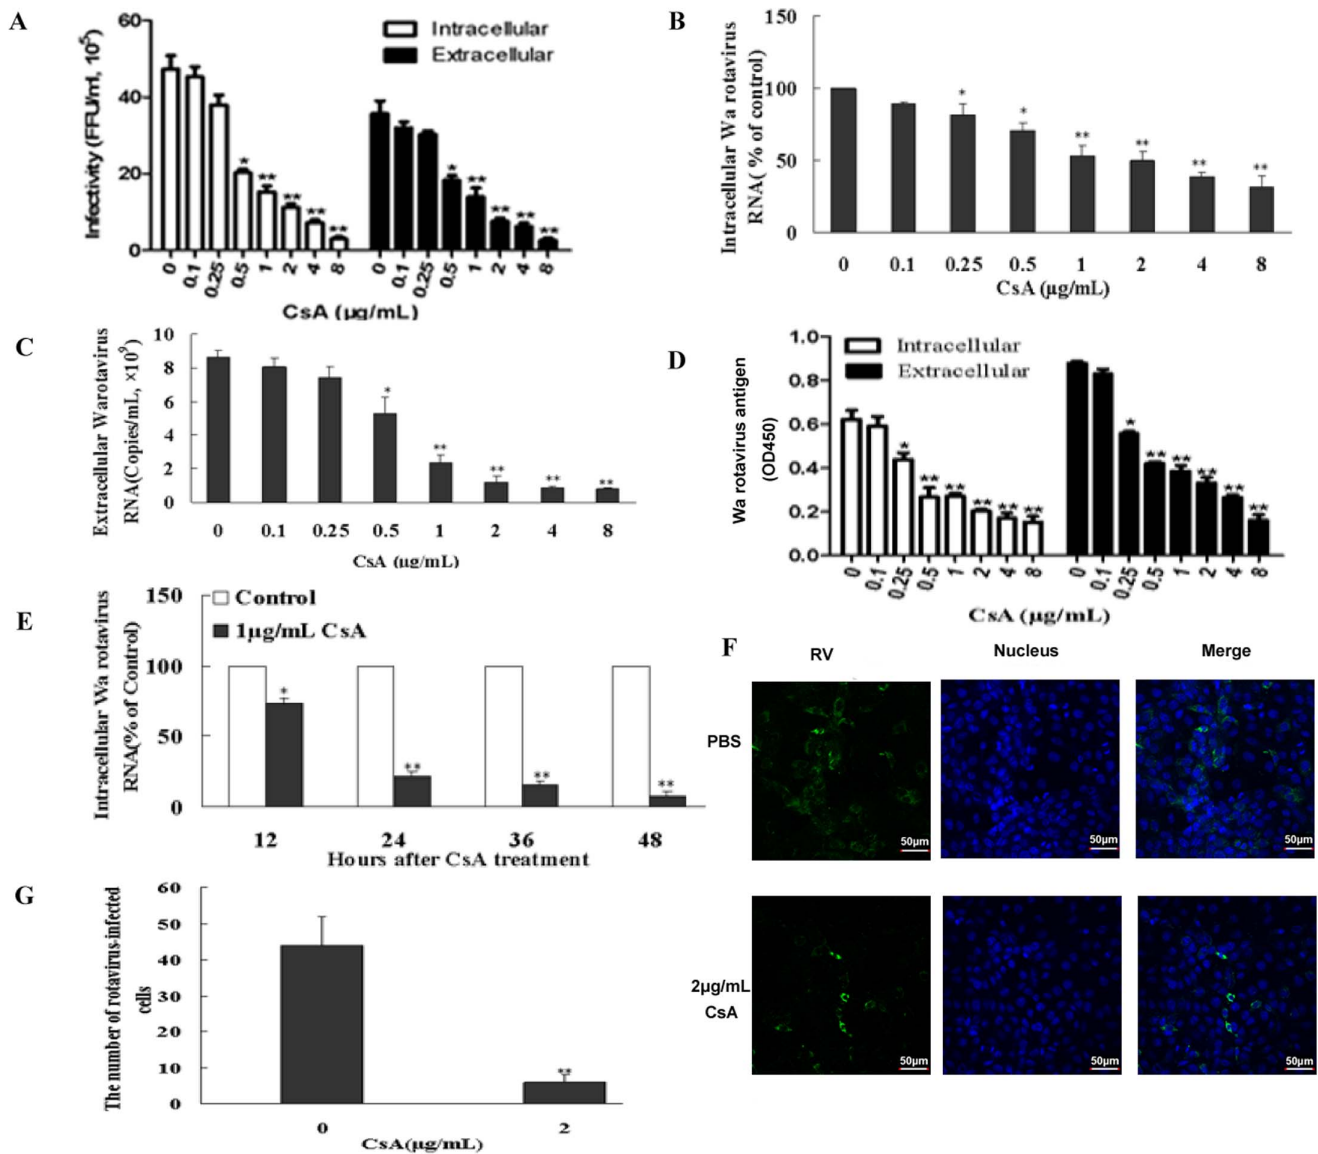 A
Infectivity (FFU/ml, 10⁵)
60
40
20
0
Intracellular
Extracellular
* ** ** ** **
* ** ** ** **
0 0.1 0.25 0.5 1 2 4 8 0 0.1 0.25 0.5 1 2 4 8
CsA (µg/mL)
B
Intracellular Wa rotavirus
RNA( % of control)
150
100
50
0
* * ** ** ** **
0 0.1 0.25 0.5 1 2 4 8
CsA (µg/mL)
C
Extracellular Warotavirus
RNA(Copies/mL, ×10⁹)
10
8
6
4
2
0
* ** ** ** **
0 0.1 0.25 0.5 1 2 4 8
CsA (µg/mL)
D
Wa rotavirus antigen
(OD450)
1.0
0.8
0.6
0.4
0.2
0.0
Intracellular
Extracellular
* ** ** ** ** **
* ** ** ** ** **
0 0.1 0.25 0.5 1 2 4 8 0 0.1 0.25 0.5 1 2 4 8
CsA (µg/mL)
E
Intracellular Wa rotavirus
RNA(% of Control)
150
100
50
0
Control
1µg/mL CsA
* ** ** **
12 24 36 48
Hours after CsA treatment
F
RV Nucleus Merge
PBS
50µm 50µm 50µm
2µg/mL
CsA
50µm 50µm 50µm
G
The number of rotavirus-infected
cells
60
50
40
30
20
10
0
**
0 2
CsA(µg/mL)